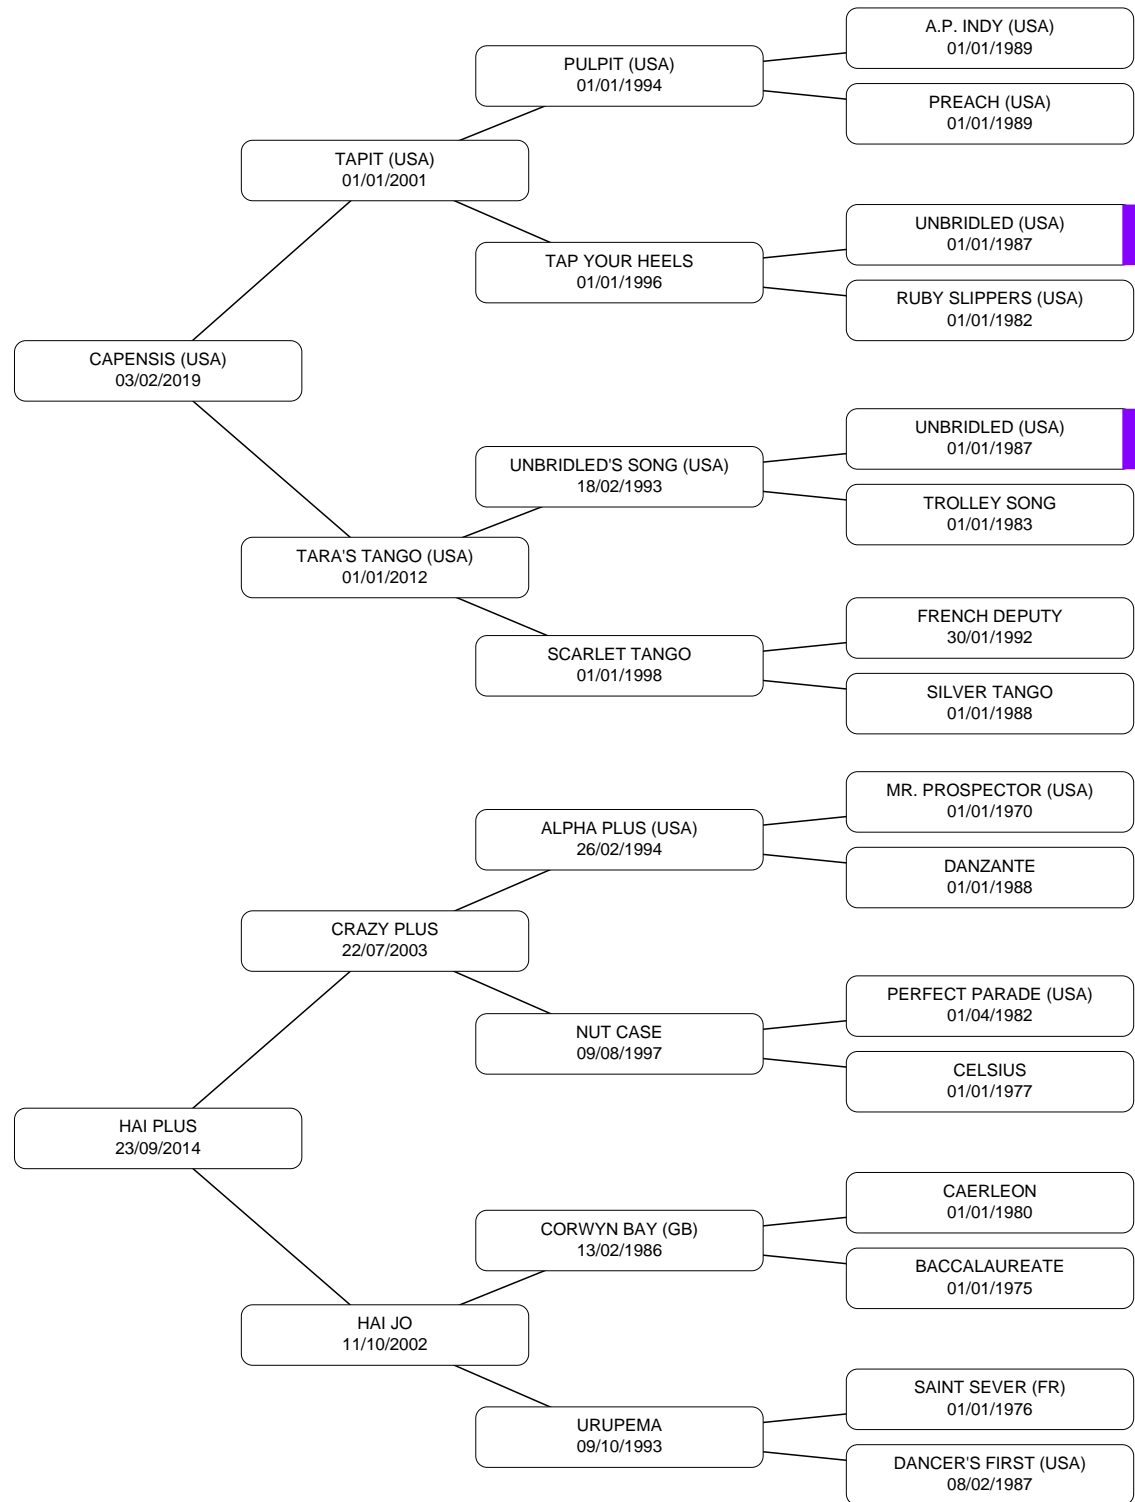 A.P. INDY (USA)
01/01/1989
PULPIT (USA)
01/01/1994
PREACH (USA)
01/01/1989
TAPIT (USA)
01/01/2001
UNBRIDLED (USA)
01/01/1987
TAP YOUR HEELS
01/01/1996
RUBY SLIPPERS (USA)
01/01/1982
CAPENSIS (USA)
03/02/2019
UNBRIDLED (USA)
01/01/1987
UNBRIDLED'S SONG (USA)
18/02/1993
TROLLEY SONG
01/01/1983
TARA'S TANGO (USA)
01/01/2012
FRENCH DEPUTY
30/01/1992
SCARLET TANGO
01/01/1998
SILVER TANGO
01/01/1988
MR. PROSPECTOR (USA)
01/01/1970
ALPHA PLUS (USA)
26/02/1994
DANZANTE
01/01/1988
CRAZY PLUS
22/07/2003
PERFECT PARADE (USA)
01/04/1982
NUT CASE
09/08/1997
CELSIUS
01/01/1977
HAI PLUS
23/09/2014
CAERLEON
01/01/1980
CORWYN BAY (GB)
13/02/1986
BACCALAUREATE
01/01/1975
HAI JO
11/10/2002
SAINT SEVER (FR)
01/01/1976
URUPEMA
09/10/1993
DANCER'S FIRST (USA)
08/02/1987